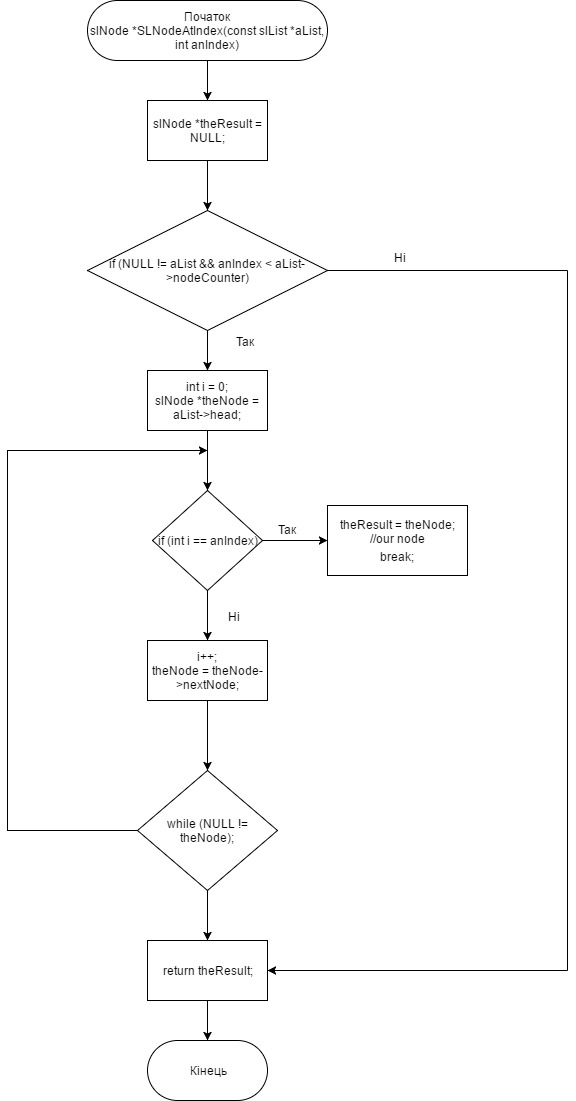 Початок
slNode *SLNodeAtIndex(const slList *aList,
int anIndex)
slNode *theResult =
NULL;
if (NULL != aList && anIndex < aList-
>nodeCounter)
Ні
Так
int i = 0;
slNode *theNode =
aList->head;
if (int i == anIndex)
Так
theResult = theNode;
//our node
break;
Ні
i++;
theNode = theNode-
>nextNode;
while (NULL !=
theNode);
return theResult;
Кінець